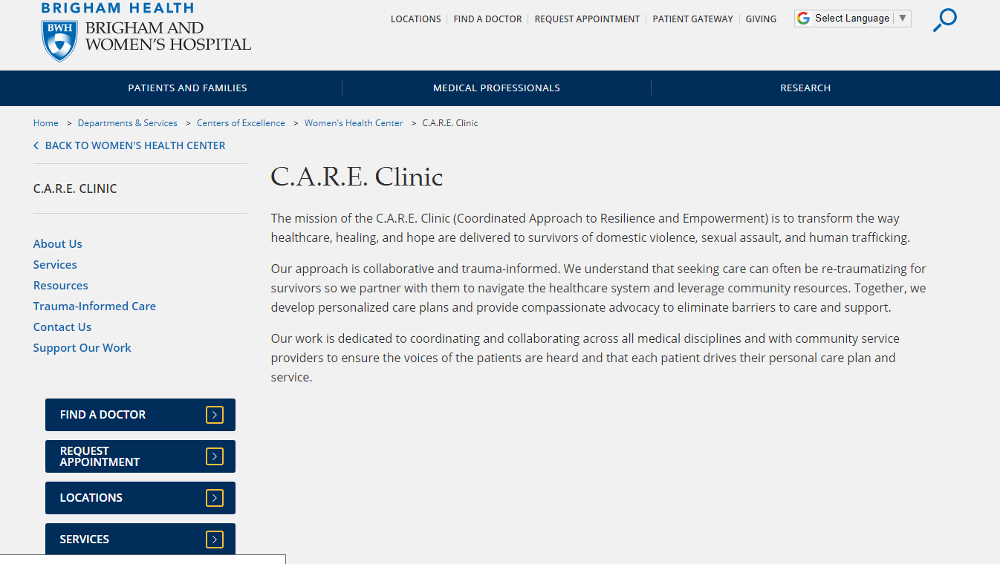 BRIGHAM HEALTH
BWH
BRIGHAM AND
WOMEN'S HOSPITAL
LOCATIONS FIND A DOCTOR REQUEST APPOINTMENT PATIENT GATEWAY GIVING
Select Language ▼
PATIENTS AND FAMILIES MEDICAL PROFESSIONALS RESEARCH
Home > Departments & Services > Centers of Excellence > Women's Health Center > C.A.R.E. Clinic
BACK TO WOMEN'S HEALTH CENTER
C.A.R.E. CLINIC
About Us
Services
Resources
Trauma-Informed Care
Contact Us
Support Our Work
FIND A DOCTOR
REQUEST
APPOINTMENT
LOCATIONS
SERVICES
C.A.R.E. Clinic
The mission of the C.A.R.E. Clinic (Coordinated Approach to Resilience and Empowerment) is to transform the way
healthcare, healing, and hope are delivered to survivors of domestic violence, sexual assault, and human trafficking.
Our approach is collaborative and trauma-informed. We understand that seeking care can often be re-traumatizing for
survivors so we partner with them to navigate the healthcare system and leverage community resources. Together, we
develop personalized care plans and provide compassionate advocacy to eliminate barriers to care and support.
Our work is dedicated to coordinating and collaborating across all medical disciplines and with community service
providers to ensure the voices of the patients are heard and that each patient drives their personal care plan and
service.